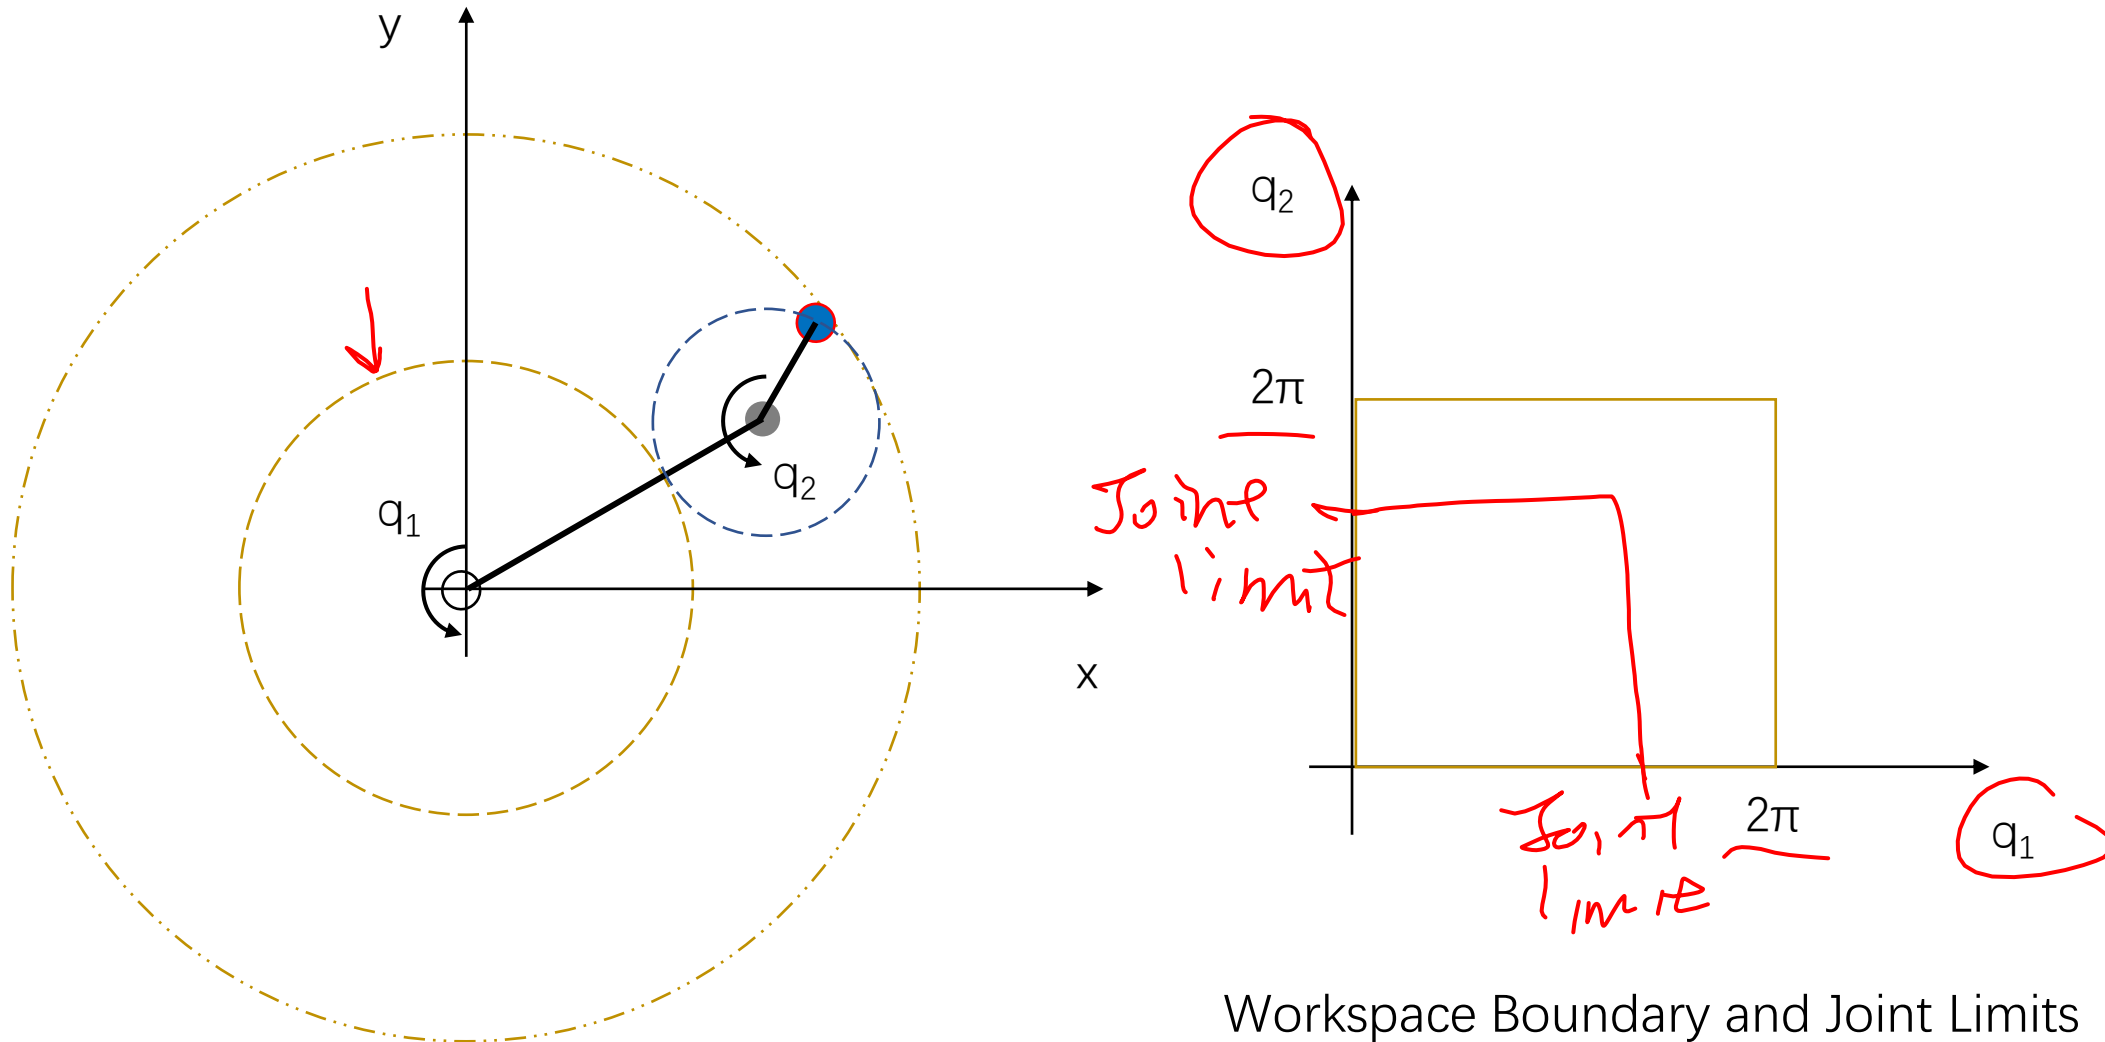 y
q₂
2π
Joint
limit
q₂
q₁
x
2π
Joint
limit
q₁
Workspace Boundary and Joint Limits